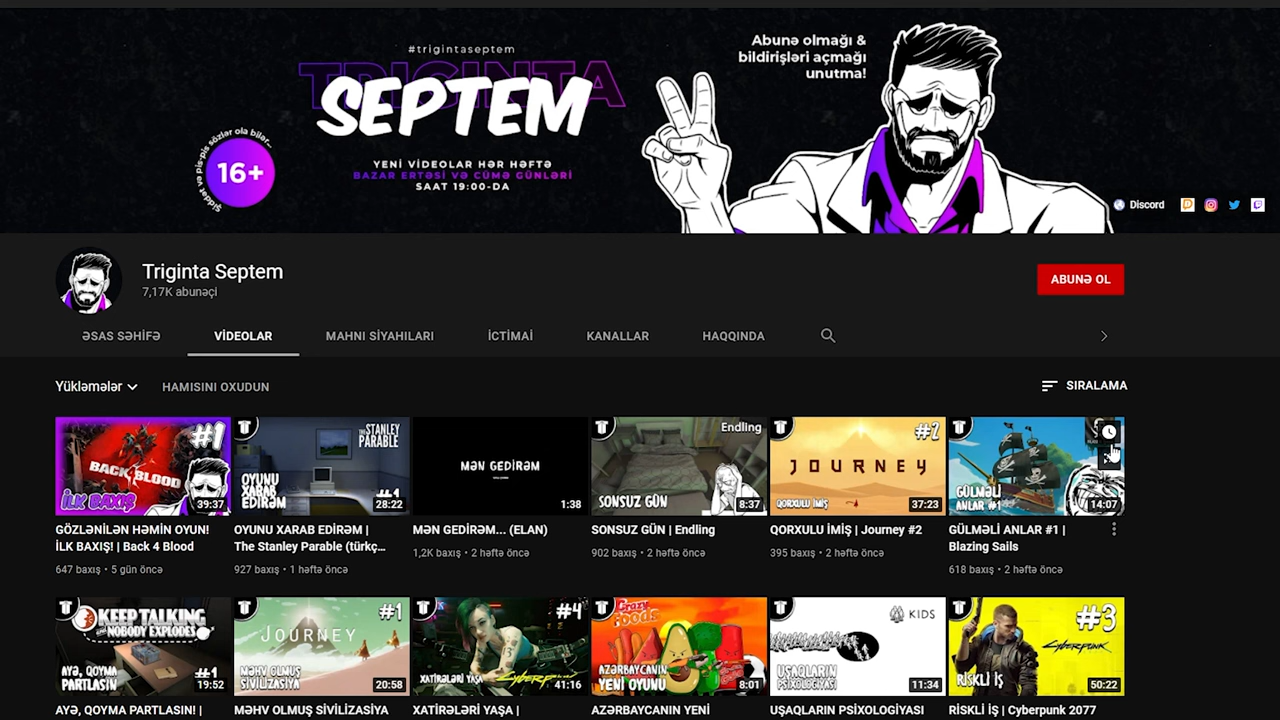 #trigintaseptem
TRIGINTA
SEPTEM
Abunə olmağı &
bildirişləri açmağı
unutma!
Şiddət və pis-pis sözlər ola bilər~
16+
YENİ VİDEOLAR HƏR HƏFTƏ
BAZAR ERTƏSİ VƏ CÜMƏ GÜNLƏRİ
SAAT 19:00-DA
Discord
Triginta Septem
7,17K abunəçi
ABUNƏ OL
ƏSAS SƏHİFƏ VİDEOLAR MAHNI SİYAHILARI İCTİMAİ KANALLAR HAQQINDA
Yükləmələr HAMISINI OXUDUN SIRALAMA
#1
BACK 4 BLOOD
İLK BAXIŞ
39:37
THE STANLEY
PARABLE
OYUNU
XARAB
EDİRƏM
#1
28:22
MƏN GEDİRƏM
1:38
Endling
SONSUZ GÜN
8:37
#2
JOURNEY
QORXULU İMİŞ
37:23
GÜLMƏLİ
ANLAR #1
14:07
GÖZLƏNİLƏN HƏMİN OYUN!
İLK BAXIŞ! | Back 4 Blood
647 baxış • 5 gün öncə
OYUNU XARAB EDİRƏM |
The Stanley Parable (türkç...
927 baxış • 1 həftə öncə
MƏN GEDİRƏM... (ELAN)
1,2K baxış • 2 həftə öncə
SONSUZ GÜN | Endling
902 baxış • 2 həftə öncə
QORXULU İMİŞ | Journey #2
395 baxış • 2 həftə öncə
GÜLMƏLİ ANLAR #1 |
Blazing Sails
618 baxış • 2 həftə öncə
KEEP TALKING
AND NOBODY EXPLODES
AYƏ, QOYMA
PARTLASIN
#1
19:52
#1
JOURNEY
MƏHV OLMUŞ
SİVİLİZASİYA
20:58
#4
XATİRƏLƏRİ YAŞA
CYBERPUNK
41:16
Crazy
Foods
AZƏRBAYCANIN
YENİ OYUNU
8:01
KIDS
UŞAQLARIN
PSİXOLOGİYASI
11:34
#3
CYBERPUNK
RİSKLİ İŞ
50:22
AYƏ, QOYMA PARTLASIN! |
MƏHV OLMUŞ SİVİLİZASİYA
XATİRƏLƏRİ YAŞA |
AZƏRBAYCANIN YENİ
UŞAQLARIN PSİXOLOGİYASI
RİSKLİ İŞ | Cyberpunk 2077